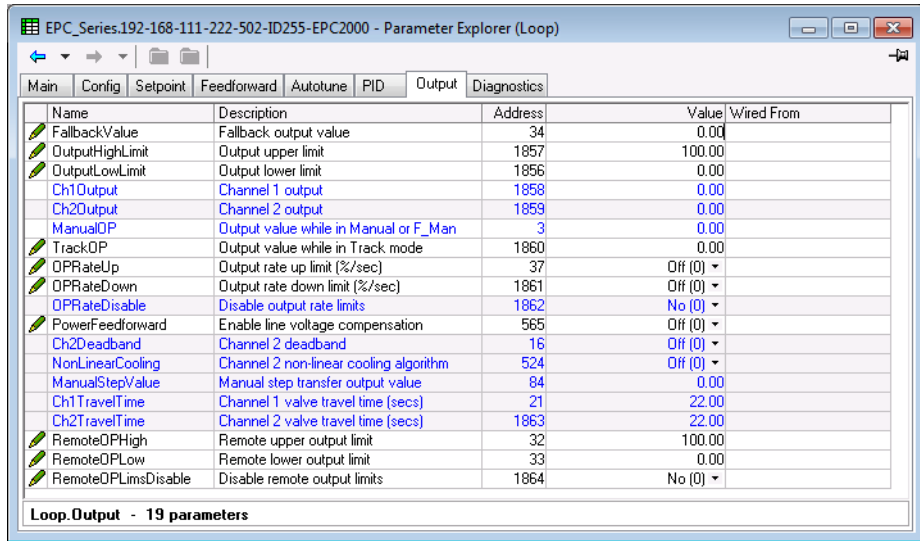 EPC_Series.192-168-111-222-502-ID255-EPC2000 - Parameter Explorer (Loop)
Main Config Setpoint Feedforward Autotune PID Output Diagnostics
Name Description Address Value Wired From
FallbackValue Fallback output value 34 0.00
OutputHighLimit Output upper limit 1857 100.00
OutputLowLimit Output lower limit 1856 0.00
Ch1Output Channel 1 output 1858 0.00
Ch2Output Channel 2 output 1859 0.00
ManualOP Output value while in Manual or F_Man 3 0.00
TrackOP Output value while in Track mode 1860 0.00
OPRateUp Output rate up limit (%/sec) 37 Off (0)
OPRateDown Output rate down limit (%/sec) 1861 Off (0)
OPRateDisable Disable output rate limits 1862 No (0)
PowerFeedforward Enable line voltage compensation 565 Off (0)
Ch2Deadband Channel 2 deadband 16 Off (0)
NonLinearCooling Channel 2 non-linear cooling algorithm 524 Off (0)
ManualStepValue Manual step transfer output value 84 0.00
Ch1TravelTime Channel 1 valve travel time (secs) 21 22.00
Ch2TravelTime Channel 2 valve travel time (secs) 1863 22.00
RemoteOPHigh Remote upper output limit 32 100.00
RemoteOPLow Remote lower output limit 33 0.00
RemoteOPLimsDisable Disable remote output limits 1864 No (0)
Loop.Output - 19 parameters